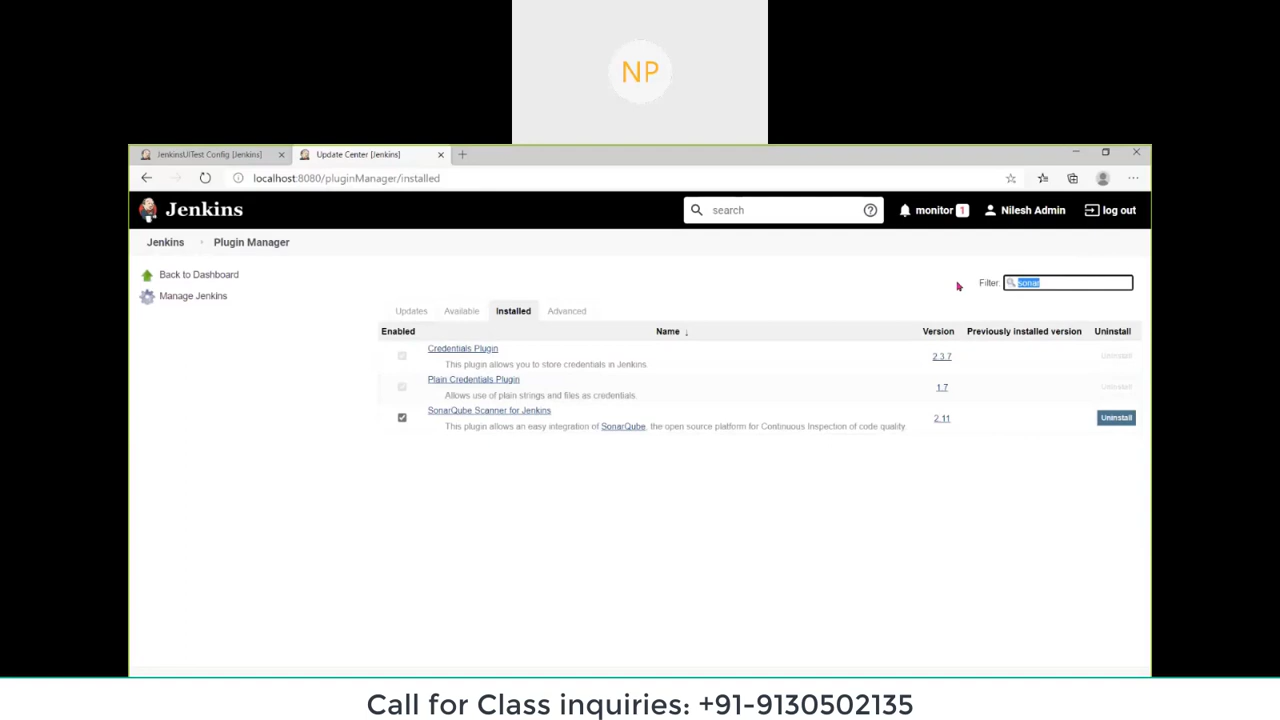 NP
JenkinsUITest Config [Jenkins]
Update Center [Jenkins]
localhost:8080/pluginManager/installed
Jenkins
search
monitor 1
Nilesh Admin
log out
Jenkins
Plugin Manager
Back to Dashboard
Manage Jenkins
Filter: sonar
Updates Available Installed Advanced
Enabled Name ↓ Version Previously installed version Uninstall
Credentials Plugin
This plugin allows you to store credentials in Jenkins.
2.3.7
Uninstall
Plain Credentials Plugin
Allows use of plain strings and files as credentials.
1.7
Uninstall
SonarQube Scanner for Jenkins
This plugin allows an easy integration of SonarQube, the open source platform for Continuous Inspection of code quality.
2.11
Uninstall
Call for Class inquiries: +91-9130502135